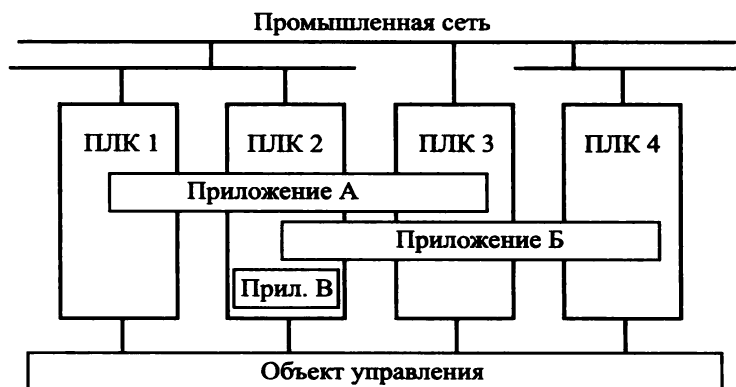 Промышленная сеть
ПЛК 1
ПЛК 2
ПЛК 3
ПЛК 4
Приложение А
Приложение Б
Прил. В
Объект управления